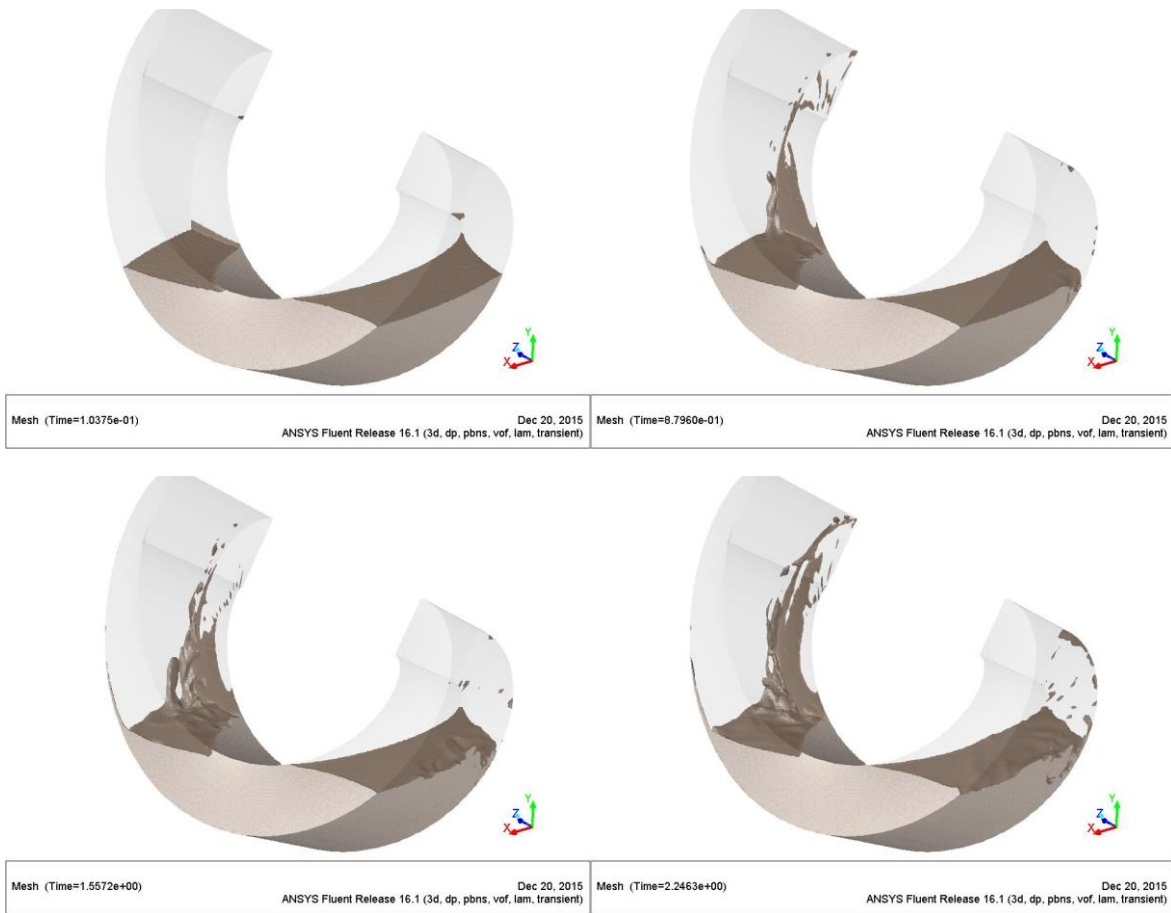 Y
Z
X
Mesh (Time=1.0375e-01)
Dec 20, 2015
ANSYS Fluent Release 16.1 (3d, dp, pbns, vof, lam, transient)
Y
Z
X
Mesh (Time=8.7960e-01)
Dec 20, 2015
ANSYS Fluent Release 16.1 (3d, dp, pbns, vof, lam, transient)
Y
Z
X
Mesh (Time=1.5572e+00)
Dec 20, 2015
ANSYS Fluent Release 16.1 (3d, dp, pbns, vof, lam, transient)
Y
Z
X
Mesh (Time=2.2463e+00)
Dec 20, 2015
ANSYS Fluent Release 16.1 (3d, dp, pbns, vof, lam, transient)